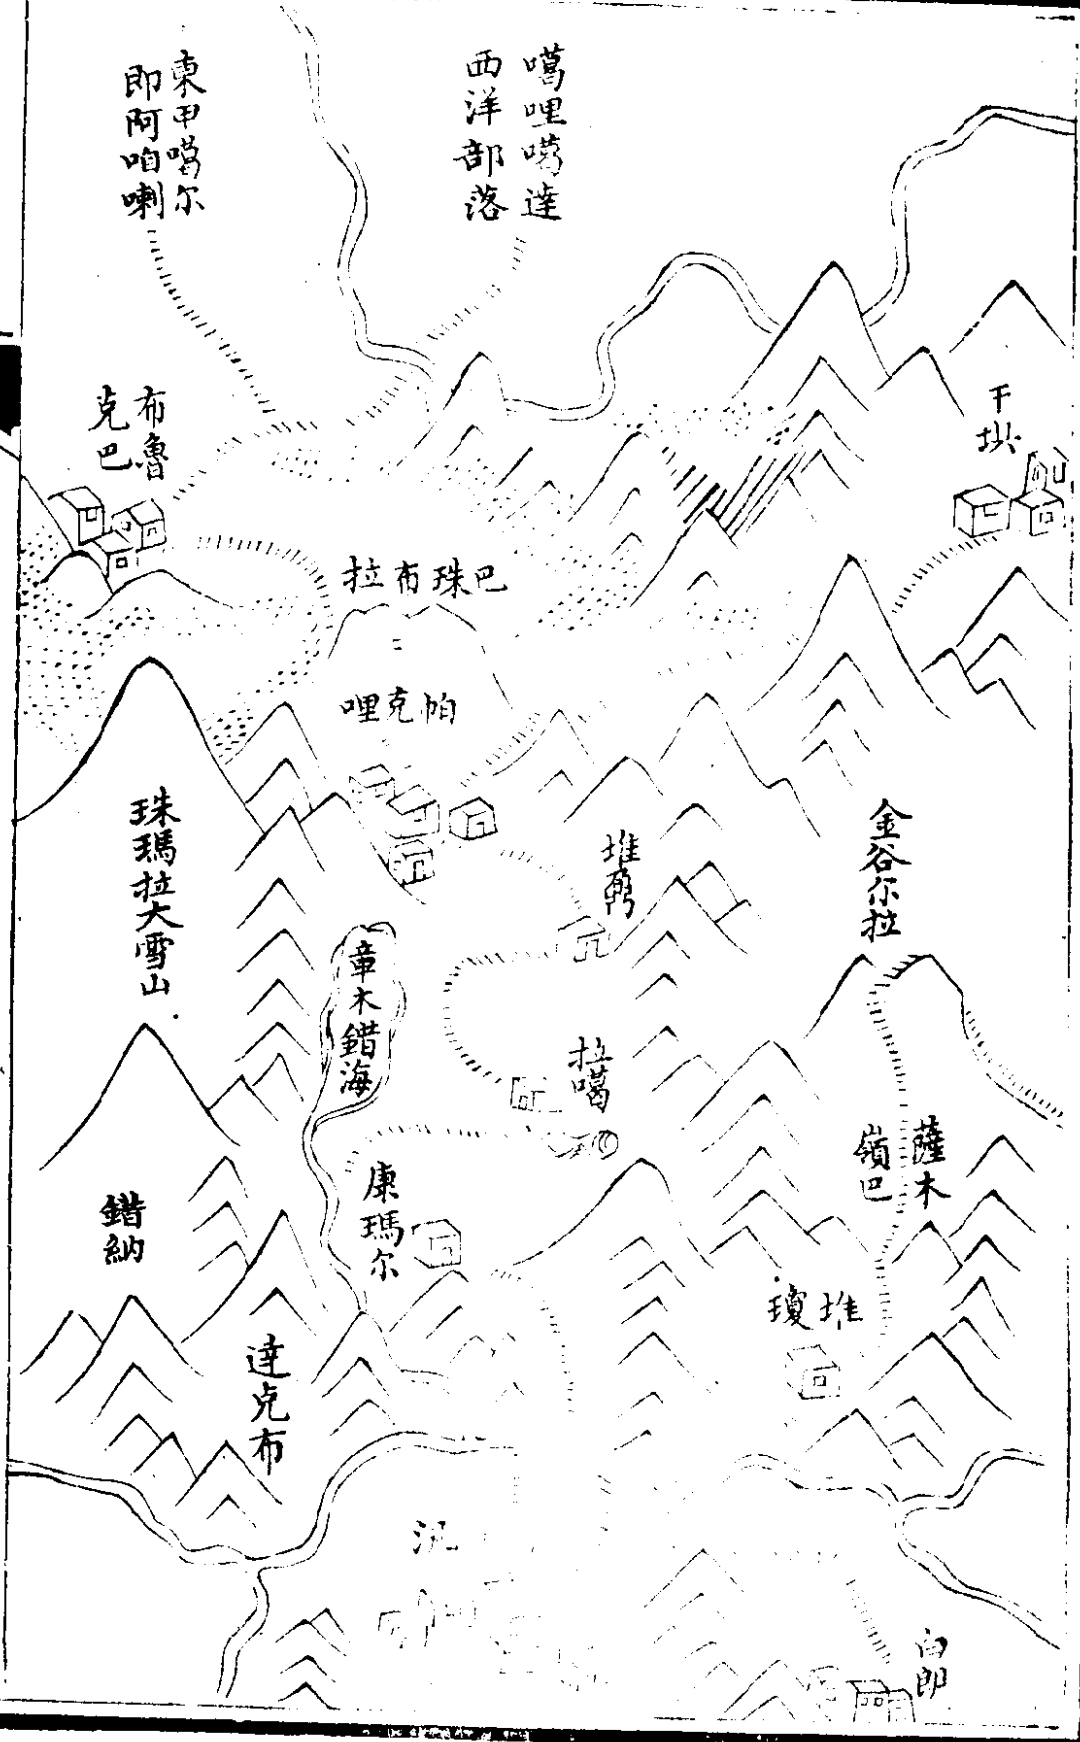 噶哩噶達
西洋部落
東甲噶尔
即阿咱喇
干垻
布魯
克巴
拉布珠巴
哩克帕
金谷尔拉
堆
珠瑪拉大雪山
章木錯海
拉噶
薩木
嶺巴
康瑪尔
錯納
瓊堆
達克布
汛
白郎